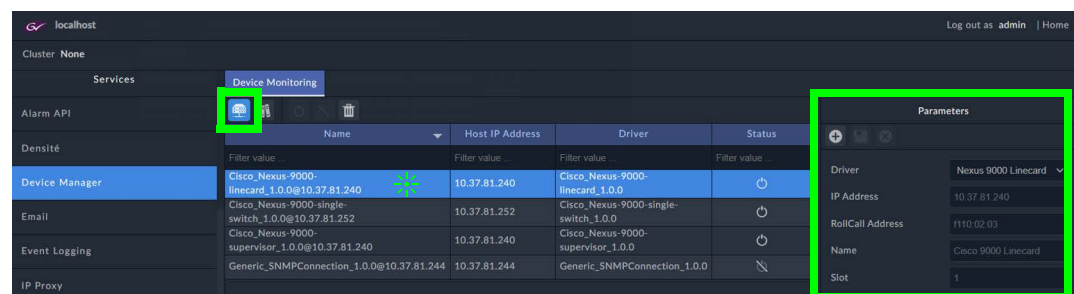 GV localhost Log out as admin | Home
Cluster None
Services
Alarm API
Densité
Device Manager
Email
Event Logging
IP Proxy
Device Monitoring
Name Host IP Address Driver Status
Filter value ... Filter value ... Filter value ... Filter value ...
Cisco_Nexus-9000-
linecard_1.0.0@10.37.81.240
10.37.81.240
Cisco_Nexus-9000-
linecard_1.0.0
Cisco_Nexus-9000-single-
switch_1.0.0@10.37.81.252
10.37.81.252
Cisco_Nexus-9000-single-
switch_1.0.0
Cisco_Nexus-9000-
supervisor_1.0.0@10.37.81.240
10.37.81.240
Cisco_Nexus-9000-
supervisor_1.0.0
Generic_SNMPConnection_1.0.0@10.37.81.244 10.37.81.244 Generic_SNMPConnection_1.0.0
Parameters
Driver Nexus 9000 Linecard
IP Address 10.37.81.240
RollCall Address f110:02:03
Name Cisco 9000 Linecard
Slot 1